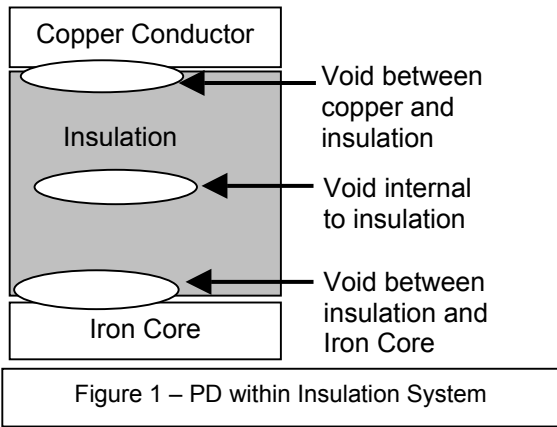 Copper Conductor
Void between
copper and
insulation
Insulation
Void internal
to insulation
Void between
insulation and
Iron Core
Iron Core
Figure 1 – PD within Insulation System